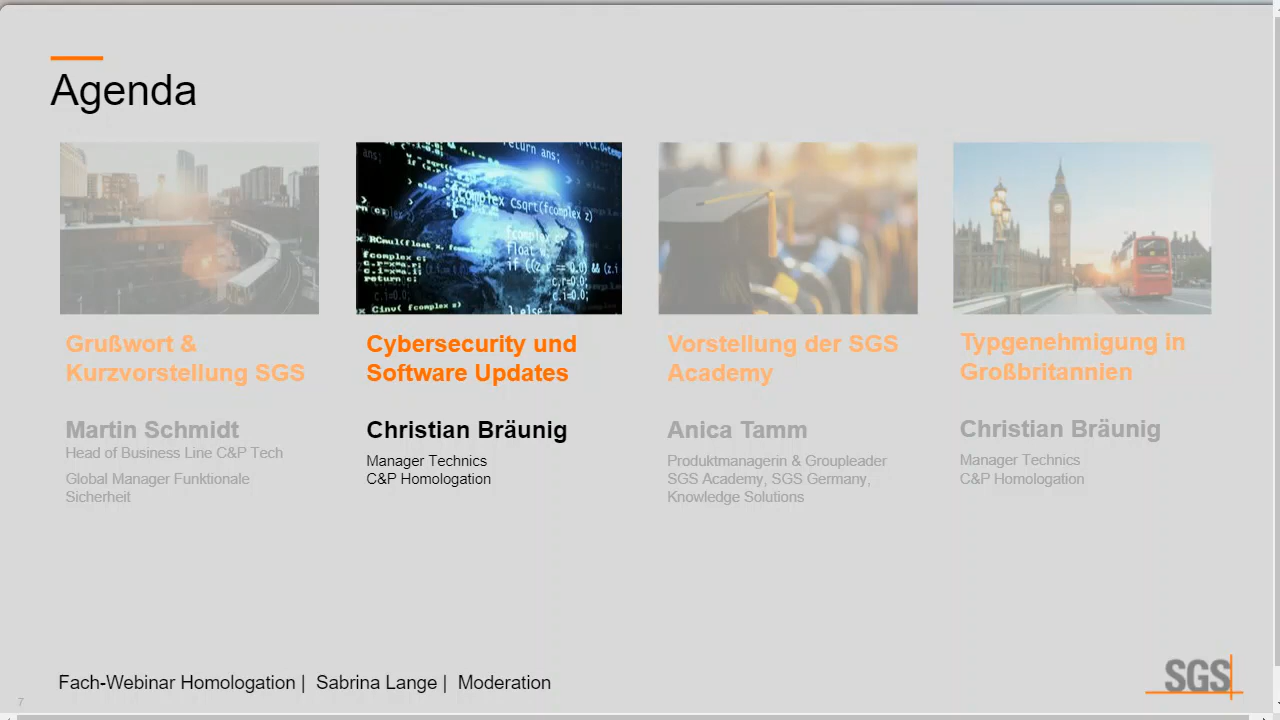 Agenda
Grußwort &
Kurzvorstellung SGS
Martin Schmidt
Head of Business Line C&P Tech
Global Manager Funktionale
Sicherheit
Cybersecurity und
Software Updates
Christian Bräunig
Manager Technics
C&P Homologation
Vorstellung der SGS
Academy
Anica Tamm
Produktmanagerin & Groupleader
SGS Academy, SGS Germany,
Knowledge Solutions
Typgenehmigung in
Großbritannien
Christian Bräunig
Manager Technics
C&P Homologation
Fach-Webinar Homologation | Sabrina Lange | Moderation
7
SGS